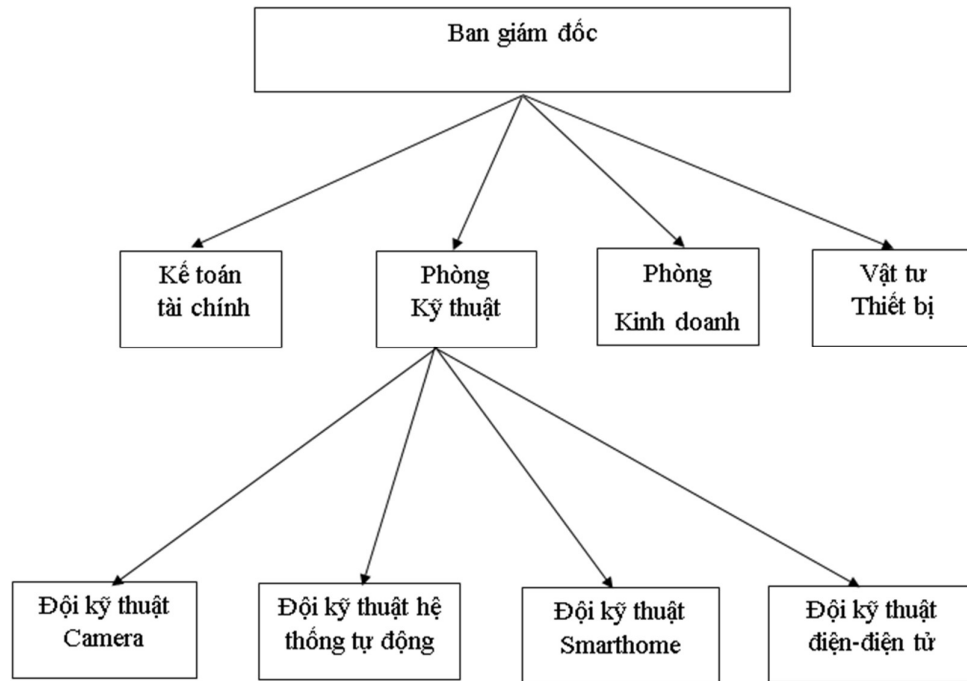 Ban giám đốc
Kế toán
tài chính
Phòng
Kỹ thuật
Phòng
Kinh doanh
Vật tư
Thiết bị
Đội kỹ thuật
Camera
Đội kỹ thuật hệ
thống tự động
Đội kỹ thuật
Smarthome
Đội kỹ thuật
điện-điện tử